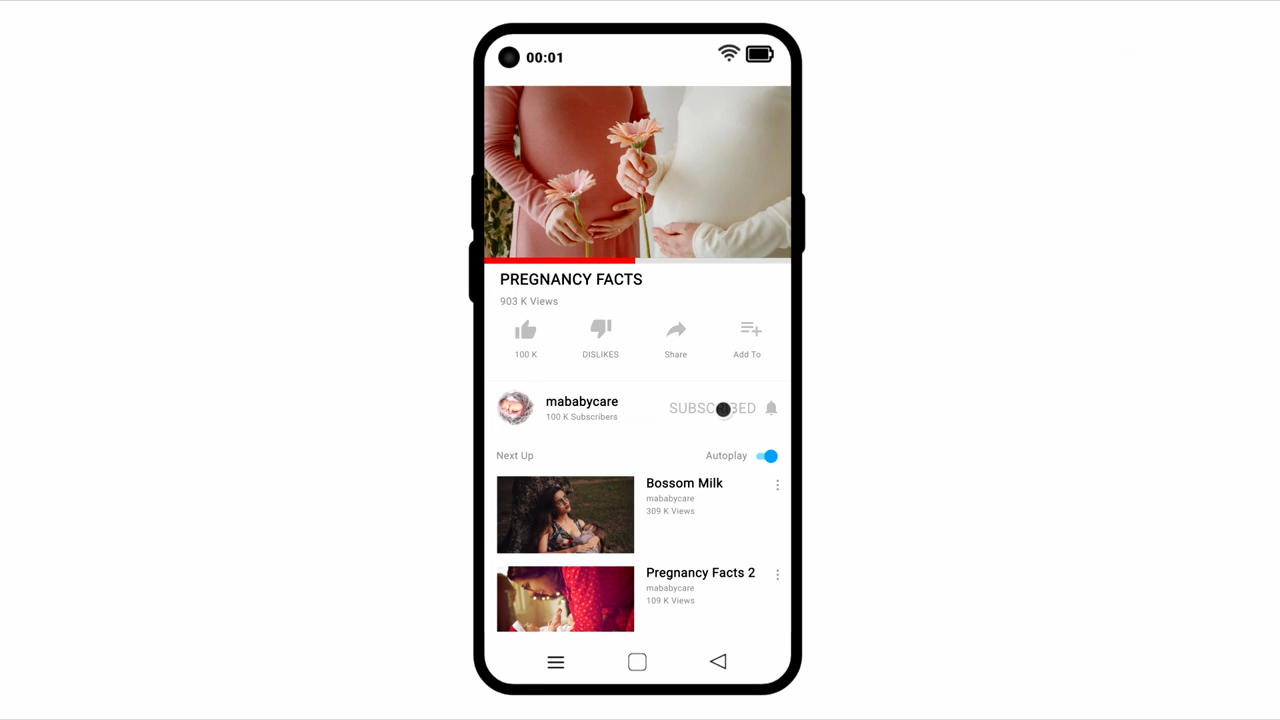 00:01
PREGNANCY FACTS
903 K Views
100 K
DISLIKES
Share
Add To
mababycare
100 K Subscribers
SUBSCRIBED
Next Up
Autoplay
Bossom Milk
mababycare
309 K Views
Pregnancy Facts 2
mababycare
109 K Views